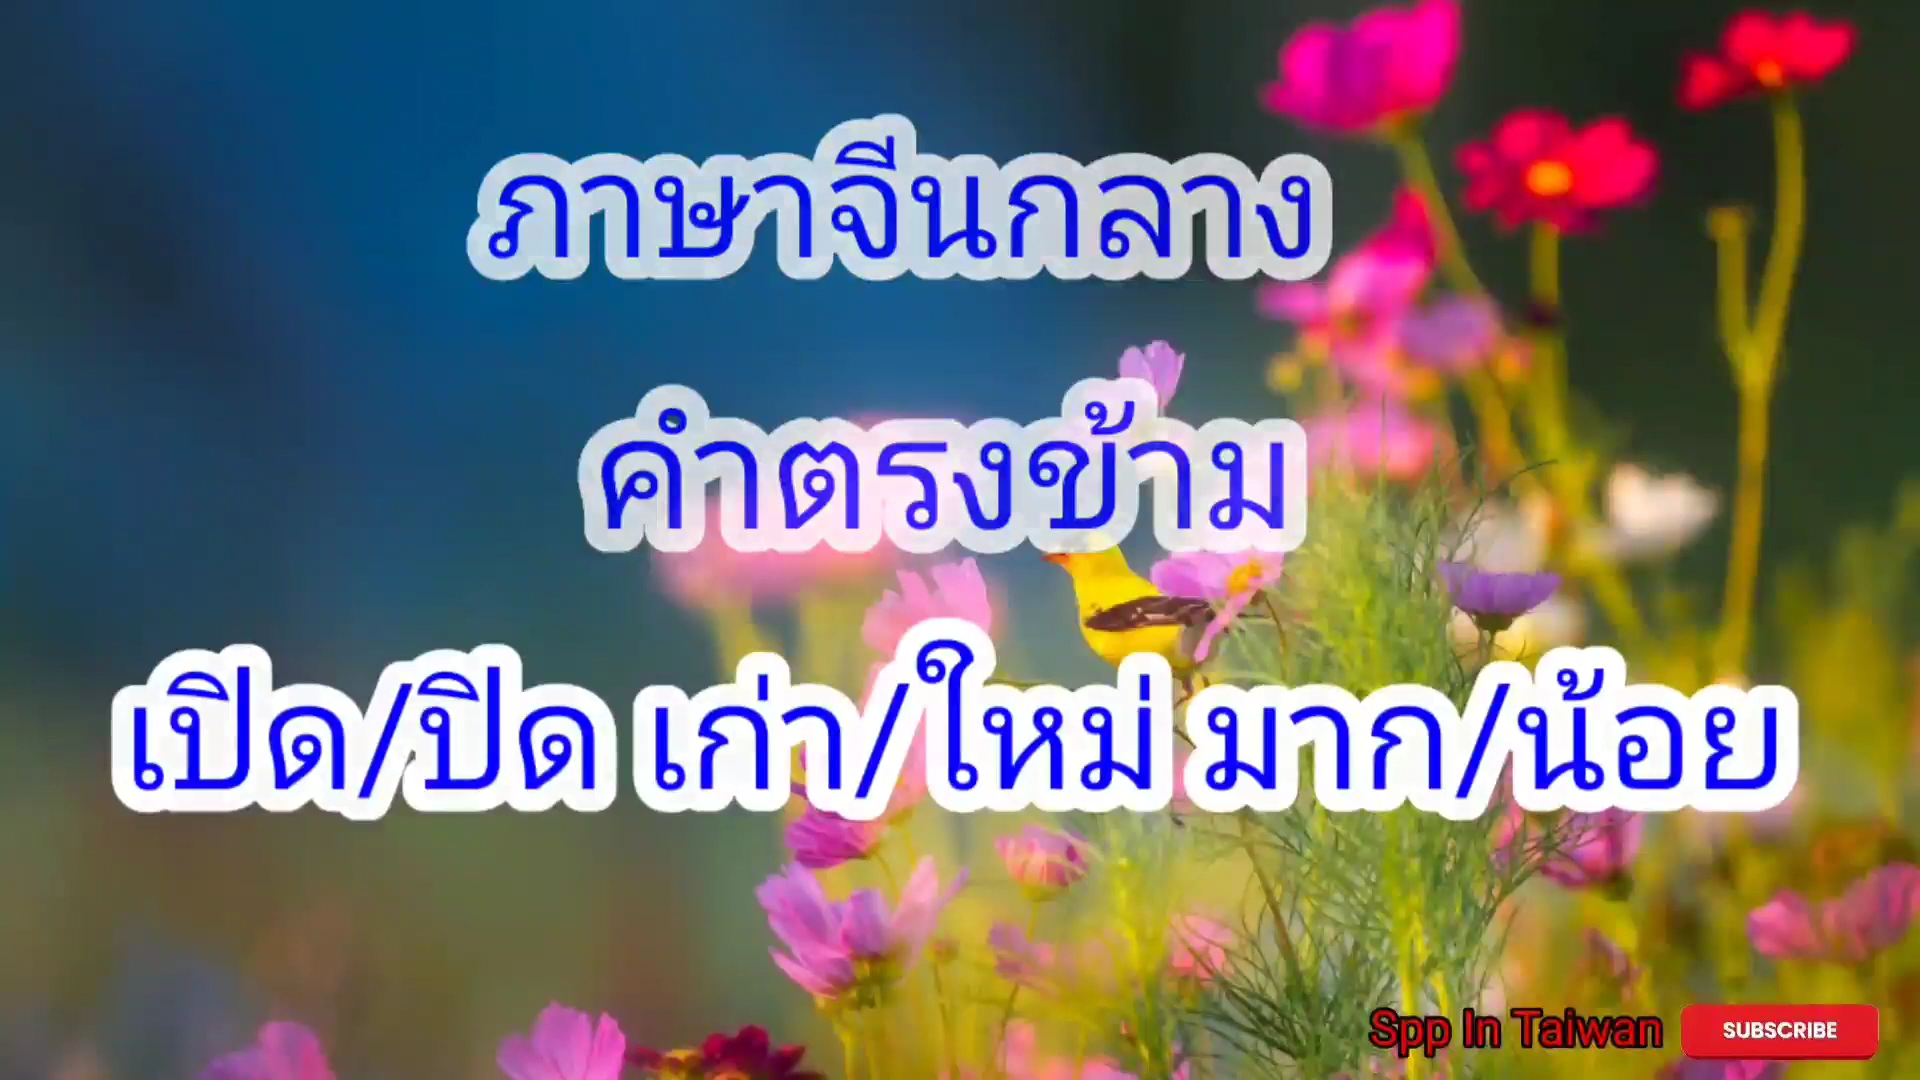 ภาษาจีนกลาง
คำตรงข้าม
เปิด/ปิด เก่า/ใหม่ มาก/น้อย
Spp In Taiwan
SUBSCRIBE